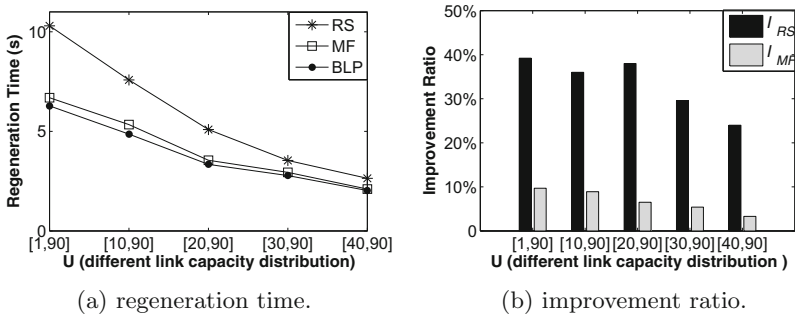 10
5
0
Regeneration Time (s)
RS
MF
BLP
[1,90] [10,90] [20,90] [30,90] [40,90]
U (different link capacity distribution)
(a) regeneration time.
50%
40%
30%
20%
10%
0
Improvement Ratio
I RS
I MF
[1,90] [10,90] [20,90] [30,90] [40,90]
U (different link capacity distribution )
(b) improvement ratio.